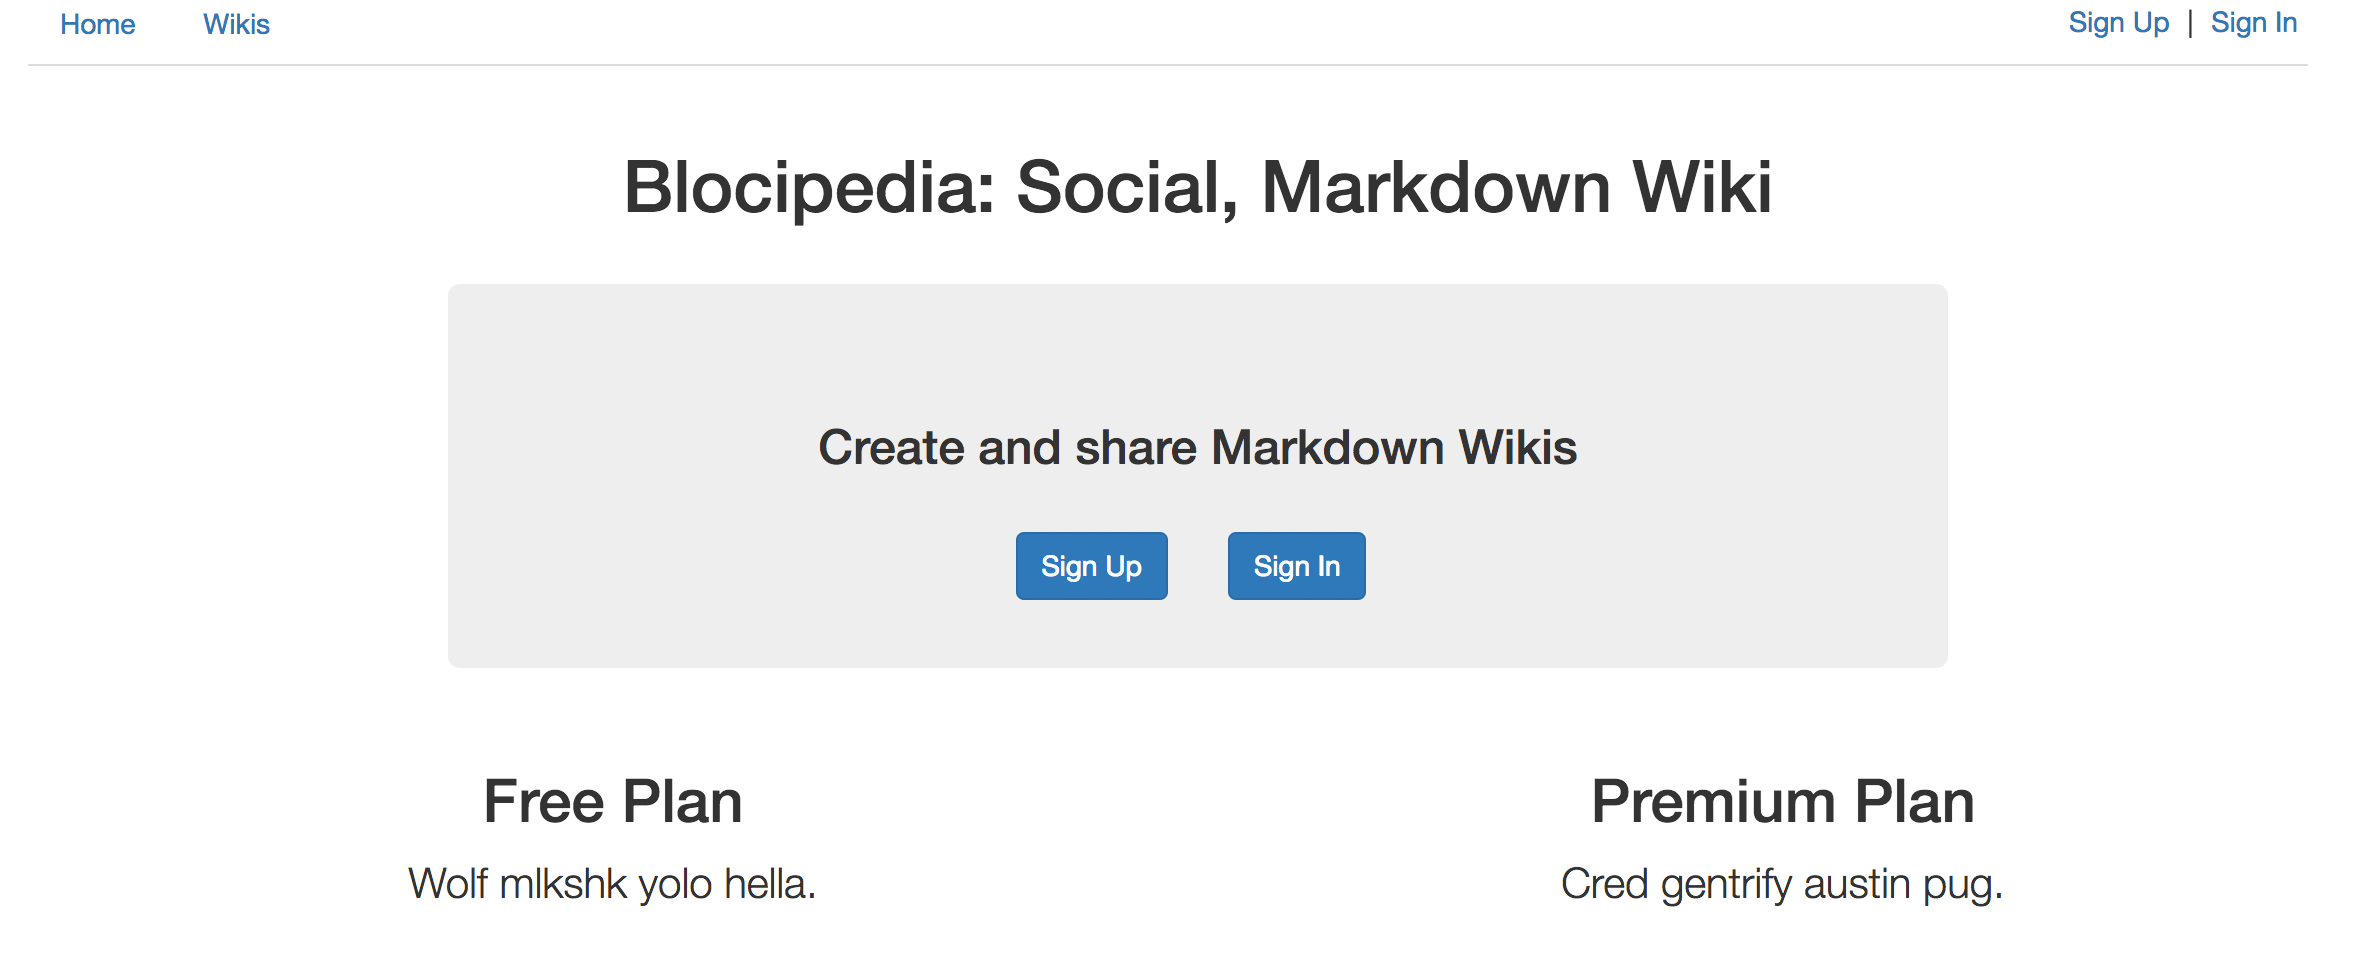 Home Wikis Sign Up | Sign In
Blocipedia: Social, Markdown Wiki
Create and share Markdown Wikis
Sign Up Sign In
Free Plan Premium Plan
Wolf mlkshk yolo hella. Cred gentrify austin pug.